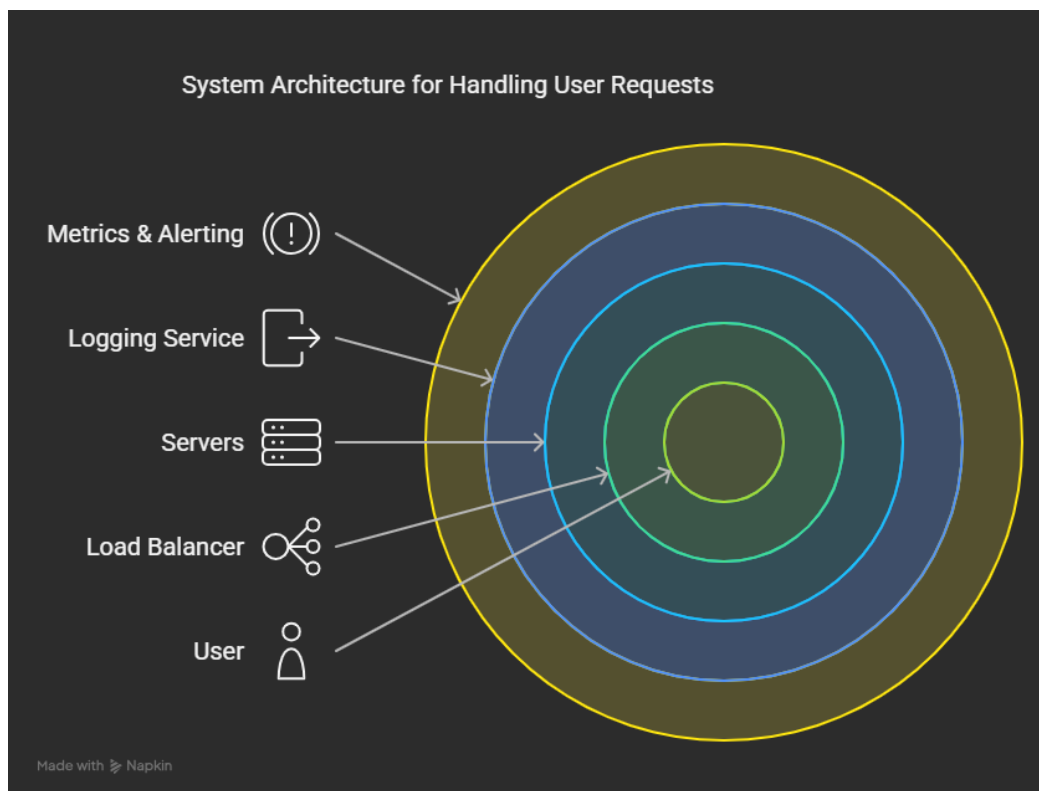 System Architecture for Handling User Requests
Metrics & Alerting
Logging Service
Servers
Load Balancer
User
Made with Napkin